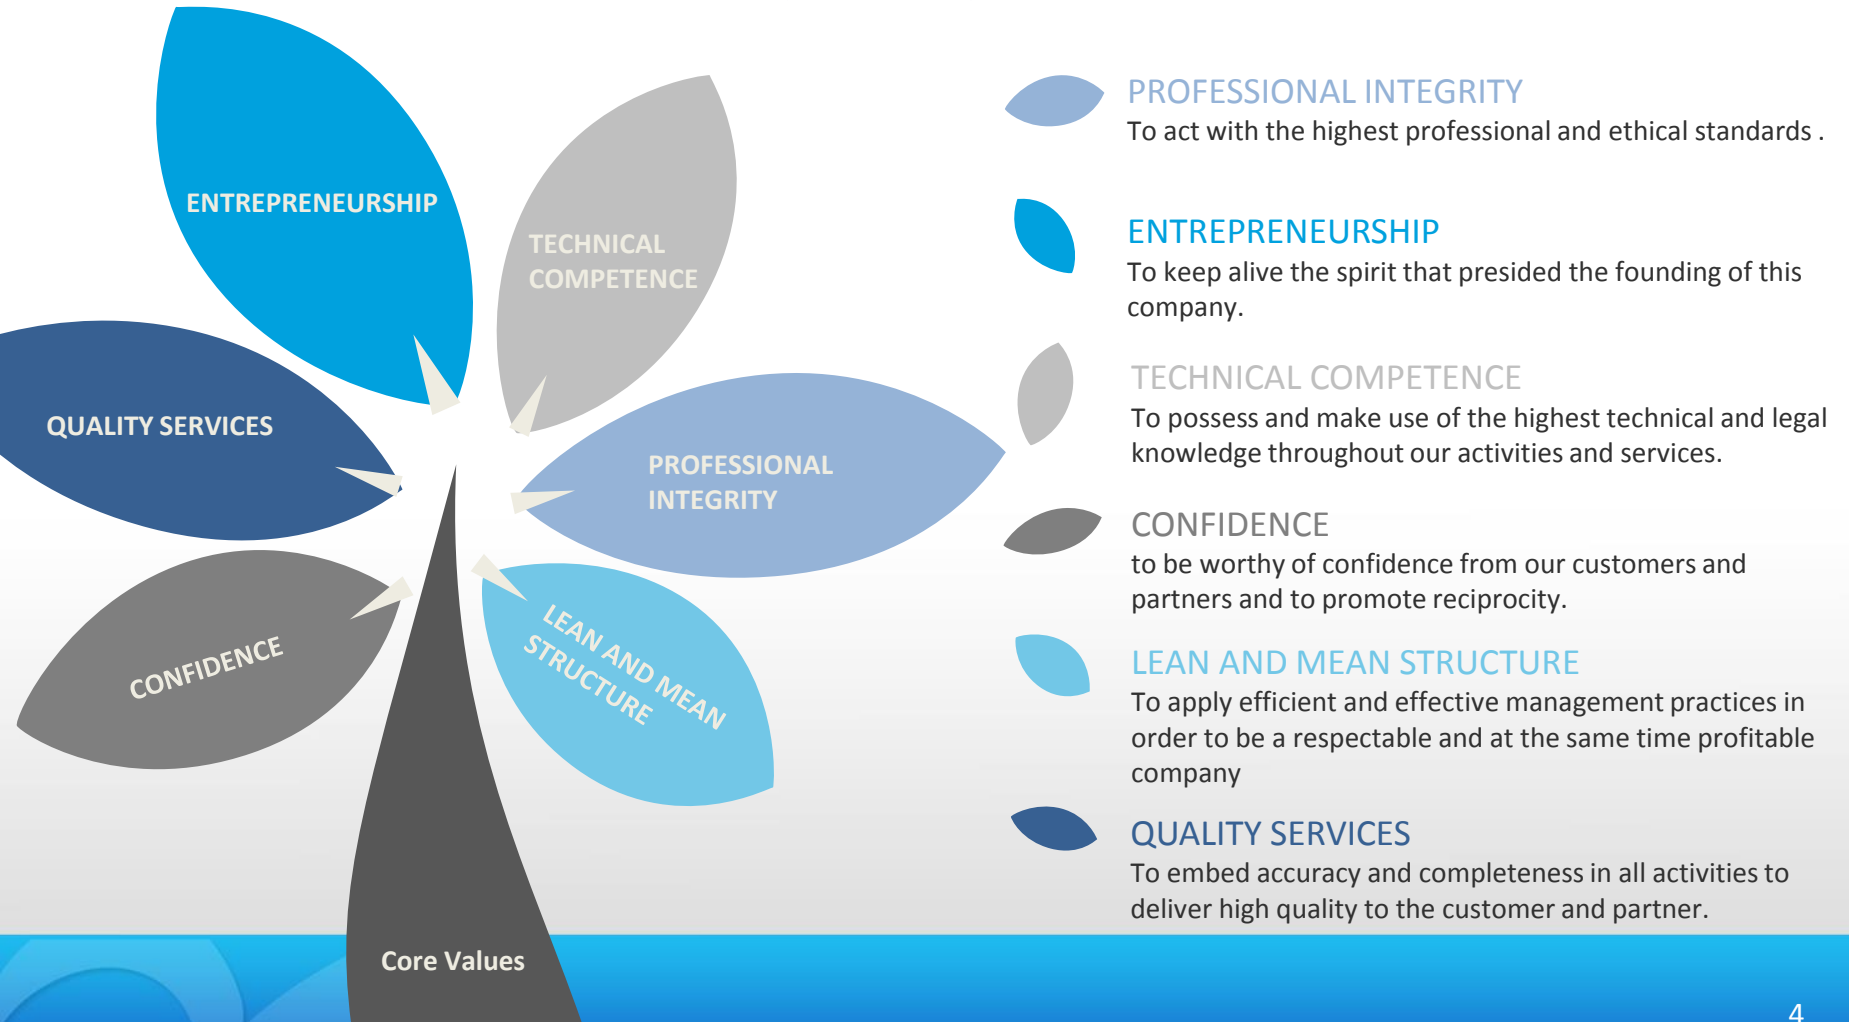 ENTREPRENEURSHIP
TECHNICAL
COMPETENCE
QUALITY SERVICES
PROFESSIONAL
INTEGRITY
CONFIDENCE
LEAN AND MEAN
STRUCTURE
Core Values
PROFESSIONAL INTEGRITY
To act with the highest professional and ethical standards .
ENTREPRENEURSHIP
To keep alive the spirit that presided the founding of this
company.
TECHNICAL COMPETENCE
To possess and make use of the highest technical and legal
knowledge throughout our activities and services.
CONFIDENCE
to be worthy of confidence from our customers and
partners and to promote reciprocity.
LEAN AND MEAN STRUCTURE
To apply efficient and effective management practices in
order to be a respectable and at the same time profitable
company
QUALITY SERVICES
To embed accuracy and completeness in all activities to
deliver high quality to the customer and partner.
4